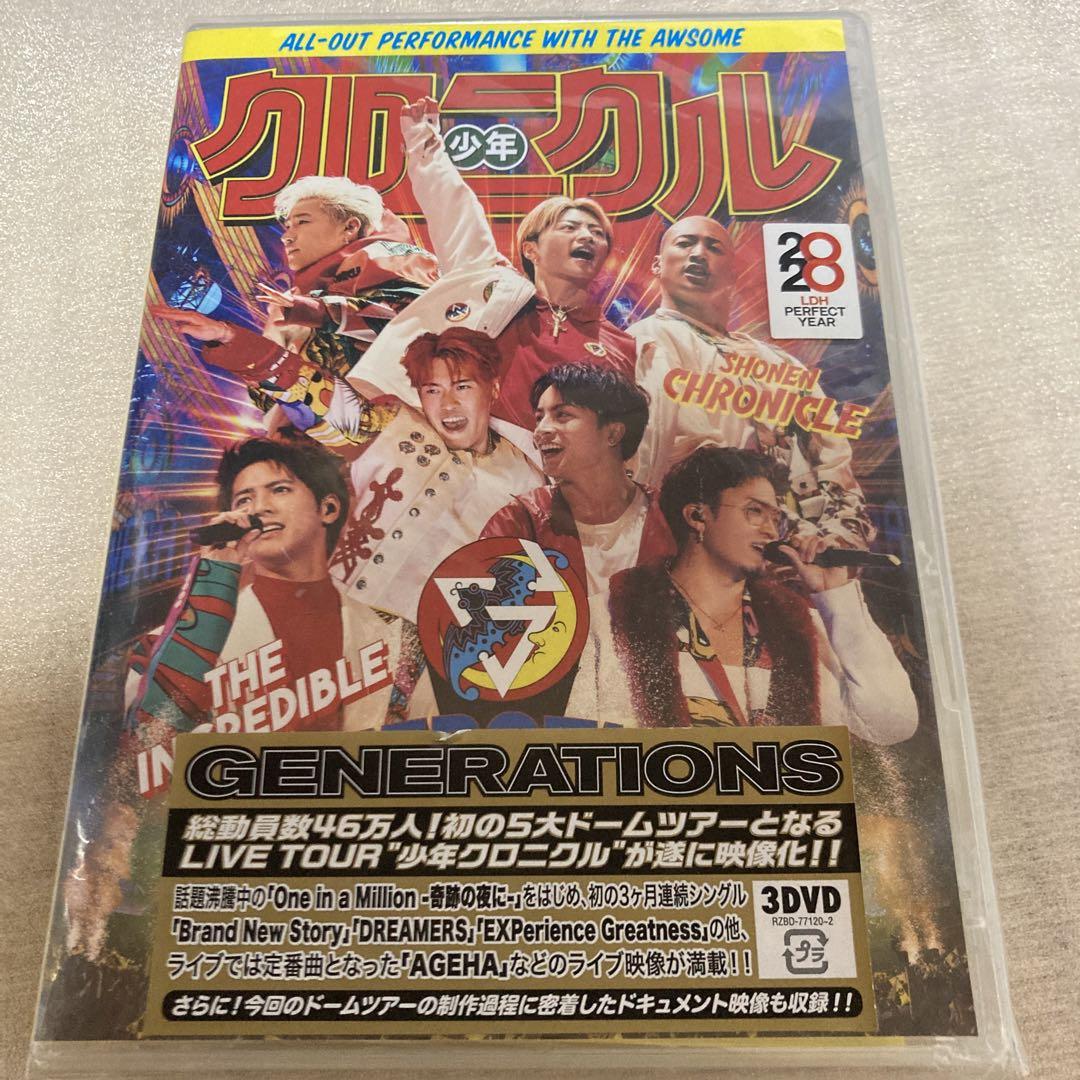 ALL-OUT PERFORMANCE WITH THE AWSOME
少年
クロニクル
2028
LDH
PERFECT
YEAR
SHONEN
CHRONICLE
THE
INCREDIBLE
GENERATIONS
総動員数46万人!初の5大ドームツアーとなる
LIVE TOUR"少年クロニクル"が遂に映像化!!
話題沸騰中の「One in a Million -奇跡の夜に-」をはじめ、初の3ヶ月連続シングル
「Brand New Story」「DREAMERS」「EXPerience Greatness」の他、
ライブでは定番曲となった「AGEHA」などのライブ映像が満載!!
3DVD
RZBD-77120~2
プラ
さらに!今回のドームツアーの制作過程に密着したドキュメント映像も収録!!